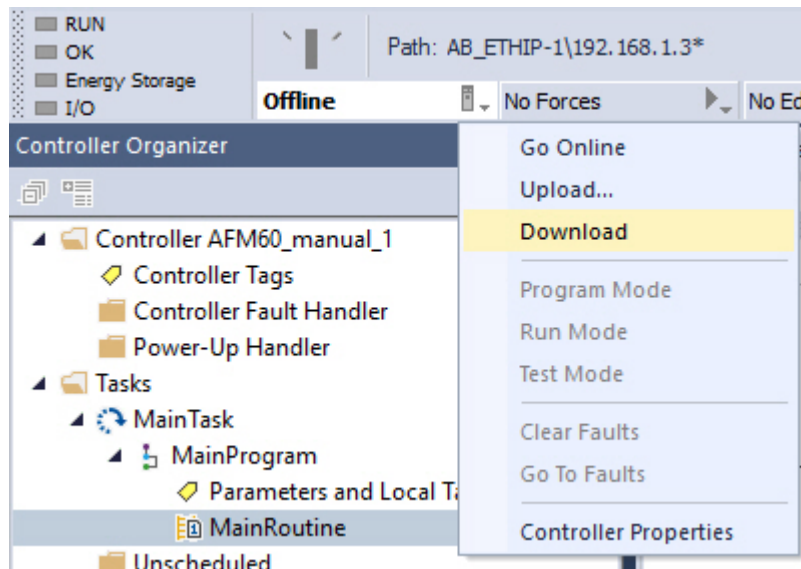 RUN
OK
Energy Storage
I/O
Path: AB_ETHIP-1\192.168.1.3*
Offline
No Forces
No Ed
Controller Organizer
Go Online
Upload...
Download
Program Mode
Run Mode
Test Mode
Clear Faults
Go To Faults
Controller Properties
Controller AFM60_manual_1
Controller Tags
Controller Fault Handler
Power-Up Handler
Tasks
MainTask
MainProgram
Parameters and Local Ta
MainRoutine
Unscheduled